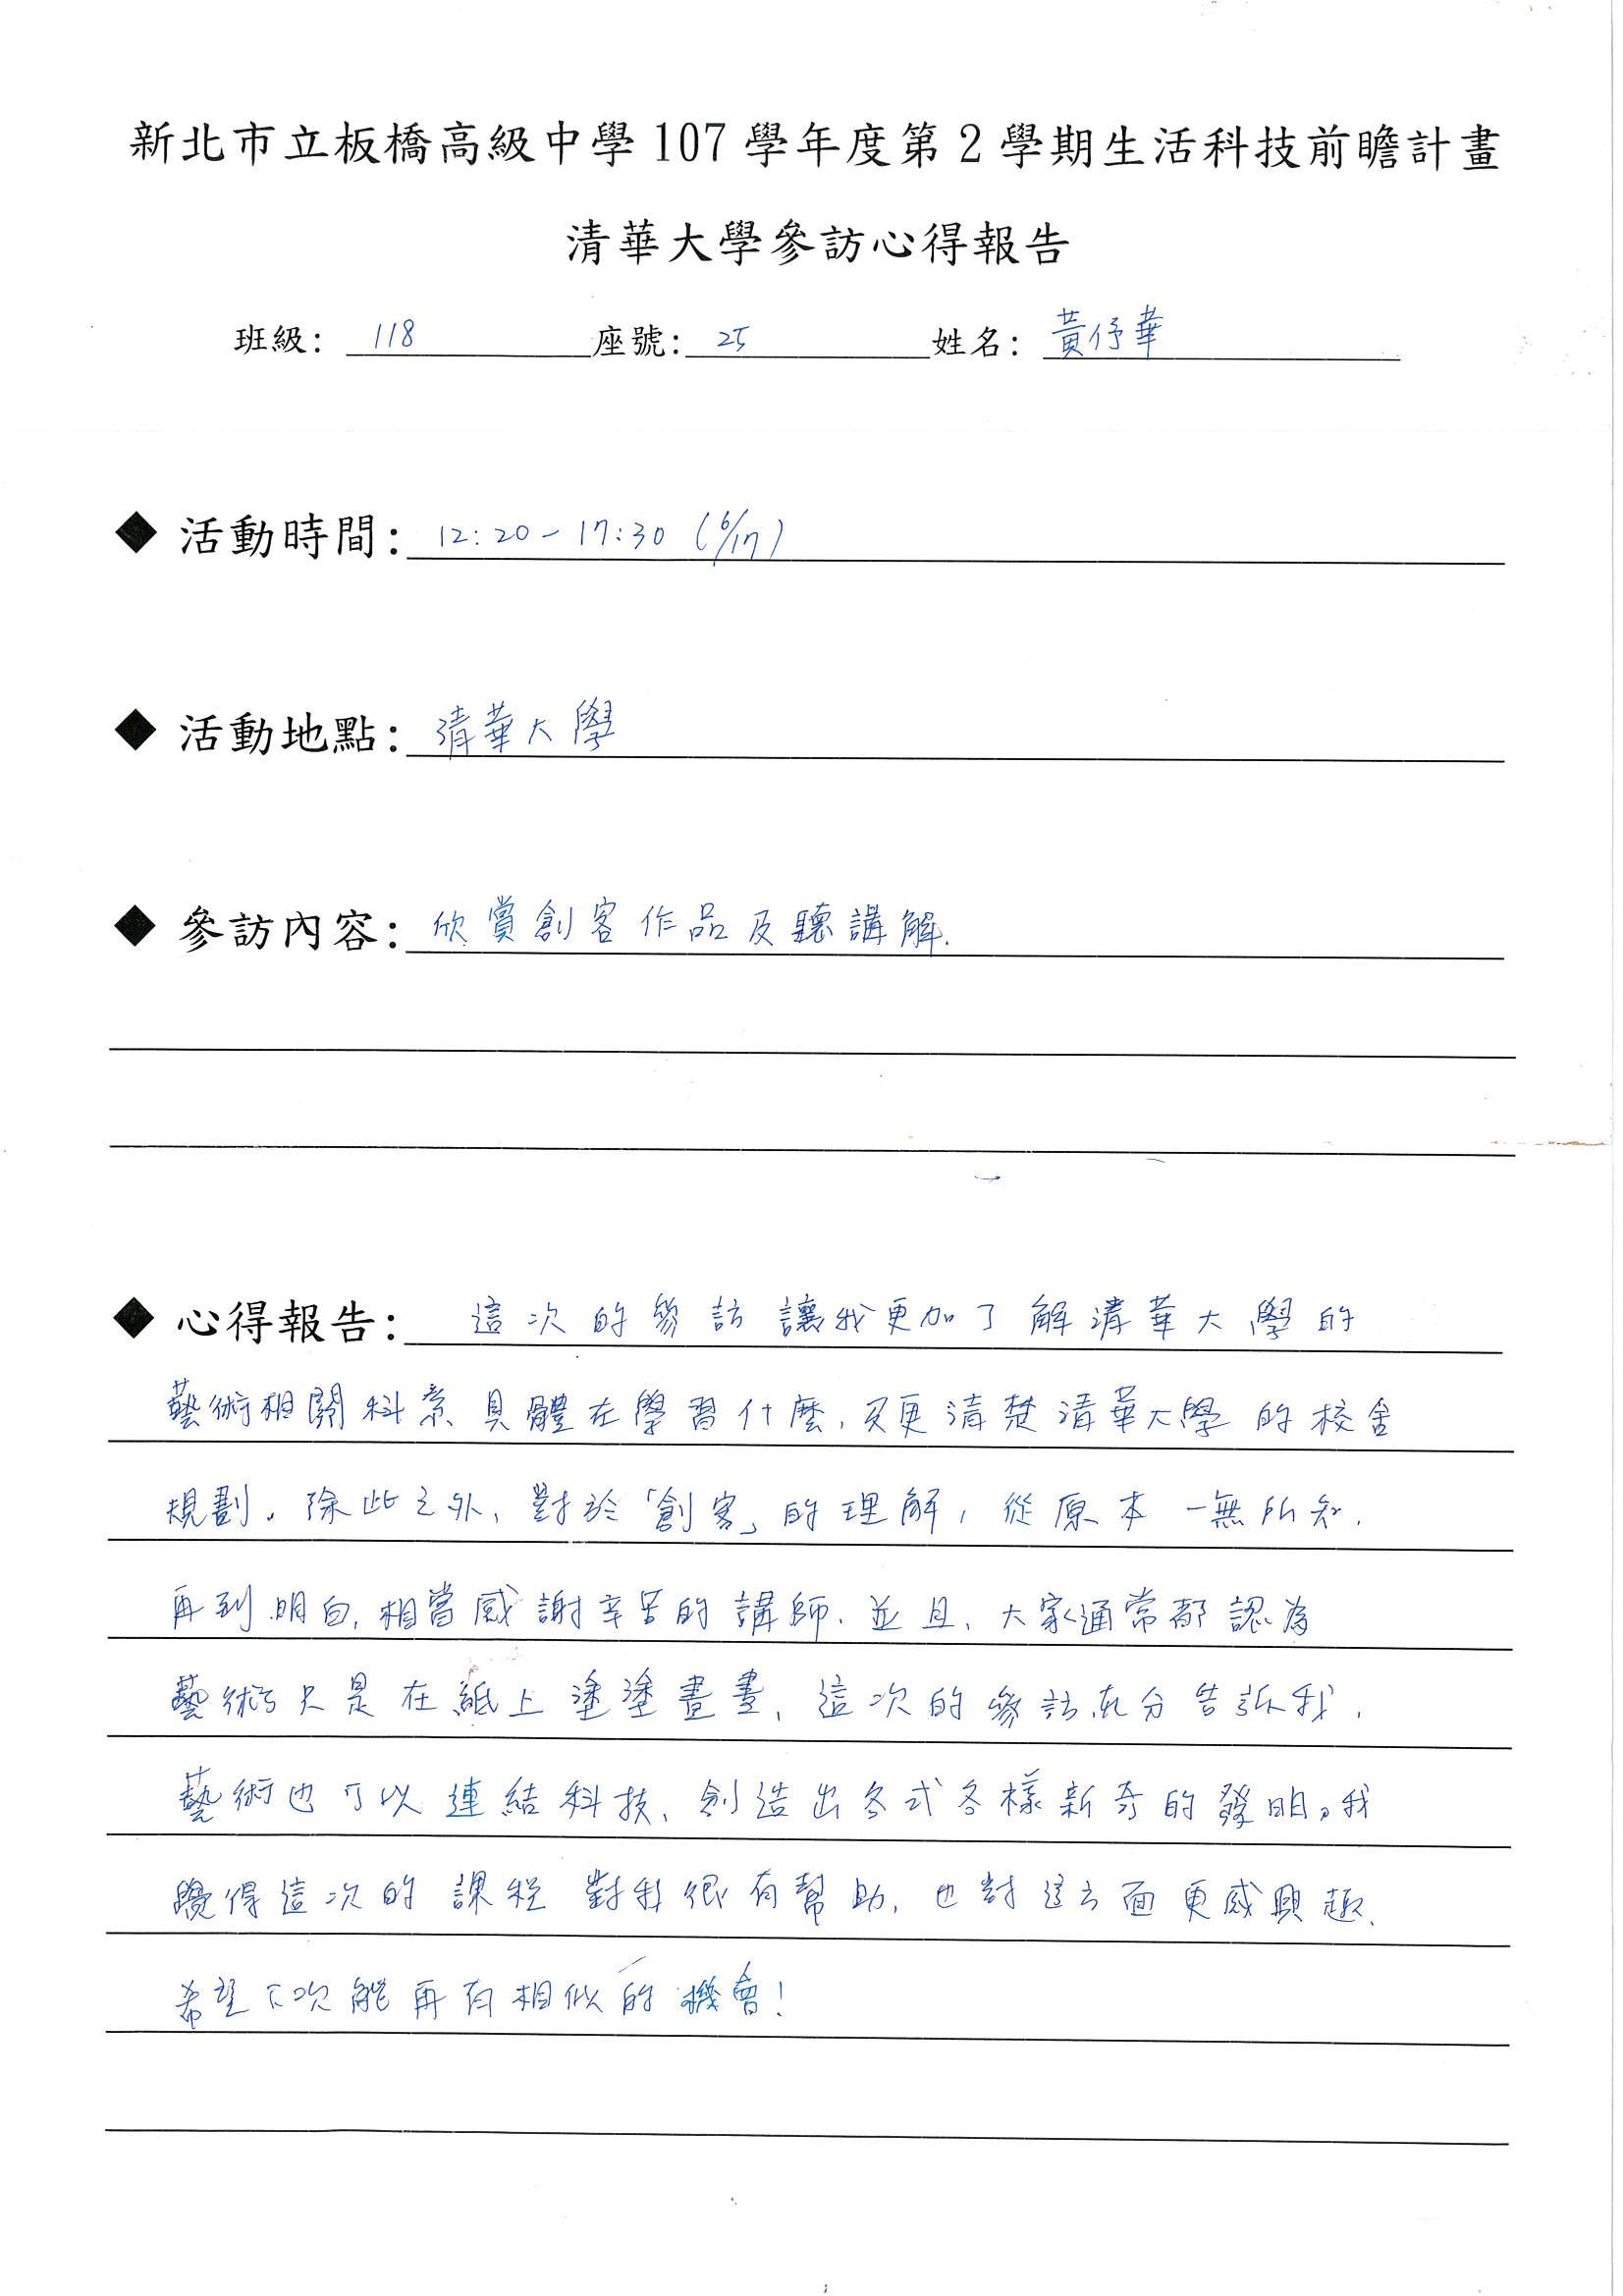 新北市立板橋高級中學 107 學年度第 2 學期生活科技前瞻計畫
清華大學參訪心得報告
班級: 118 座號: 25 姓名: 黃伃華
◆ 活動時間: 12:20-17:30 (6/17)
◆ 活動地點: 清華大學
◆ 參訪內容: 欣賞創客作品及聽講解.
◆ 心得報告: 這次的參訪讓我更加了解清華大學的
藝術相關科系具體在學習什麼,及更清楚清華大學的校舍
規劃。除此之外、對於「創客」的理解,從原本一無所知.
再到明白,相當感謝辛苦的講師.並且、大家通常都認為
藝術只是在紙上塗塗畫畫、這次的參訪充分告訴我,
藝術也可以連結科技、創造出各式各樣新奇的發明。我
覺得這次的課程對我很有幫助,也對這方面更感興趣、
希望下次能再有相似的機會!